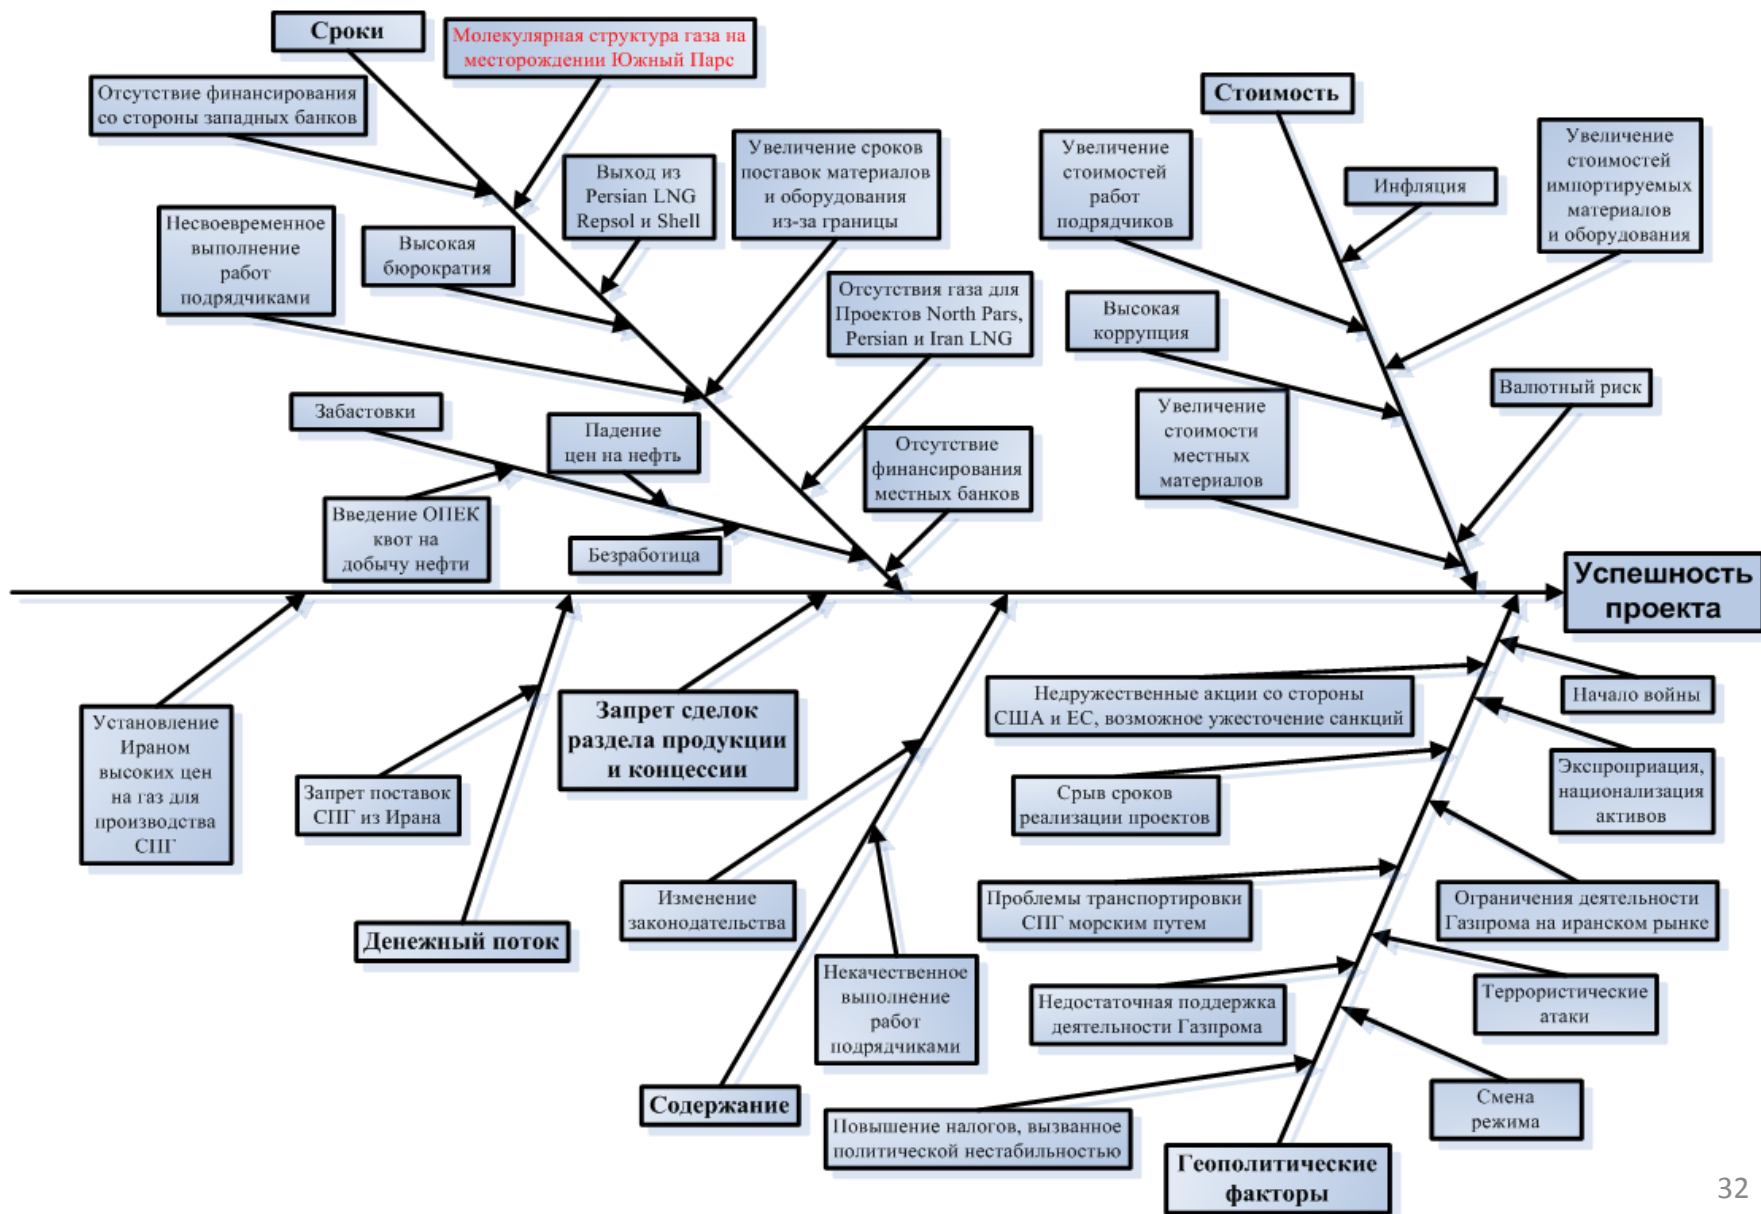 Сроки
Молекулярная структура газа на
месторождении Южный Парс
Отсутствие финансирования
со стороны западных банков
Стоимость
Увеличение
стоимостей
работ
подрядчиков
Инфляция
Увеличение
стоимостей
импортируемых
материалов
и оборудования
Несвоевременное
выполнение
работ
подрядчиками
Высокая
бюрократия
Выход из
Persian LNG
Repsol и Shell
Увеличение сроков
поставок материалов
и оборудования
из-за границы
Отсутствия газа для
Проектов North Pars,
Persian и Iran LNG
Высокая
коррупция
Валютный риск
Забастовки
Падение
цен на нефть
Отсутствие
финансирования
местных банков
Увеличение
стоимости
местных
материалов
Введение ОПЕК
квот на
добычу нефти
Безработица
Успешность
проекта
Установление
Ираном
высоких цен
на газ для
производства
СПГ
Запрет поставок
СПГ из Ирана
Запрет сделок
раздела продукции
и концессии
Недружественные акции со стороны
США и ЕС, возможное ужесточение санкций
Начало войны
Срыв сроков
реализации проектов
Экспроприация,
национализация
активов
Денежный поток
Изменение
законодательства
Проблемы транспортировки
СПГ морским путем
Ограничения деятельности
Газпрома на иранском рынке
Некачественное
выполнение
работ
подрядчиками
Недостаточная поддержка
деятельности Газпрома
Террористические
атаки
Содержание
Повышение налогов, вызванное
политической нестабильностью
Смена
режима
Геополитические
факторы
32